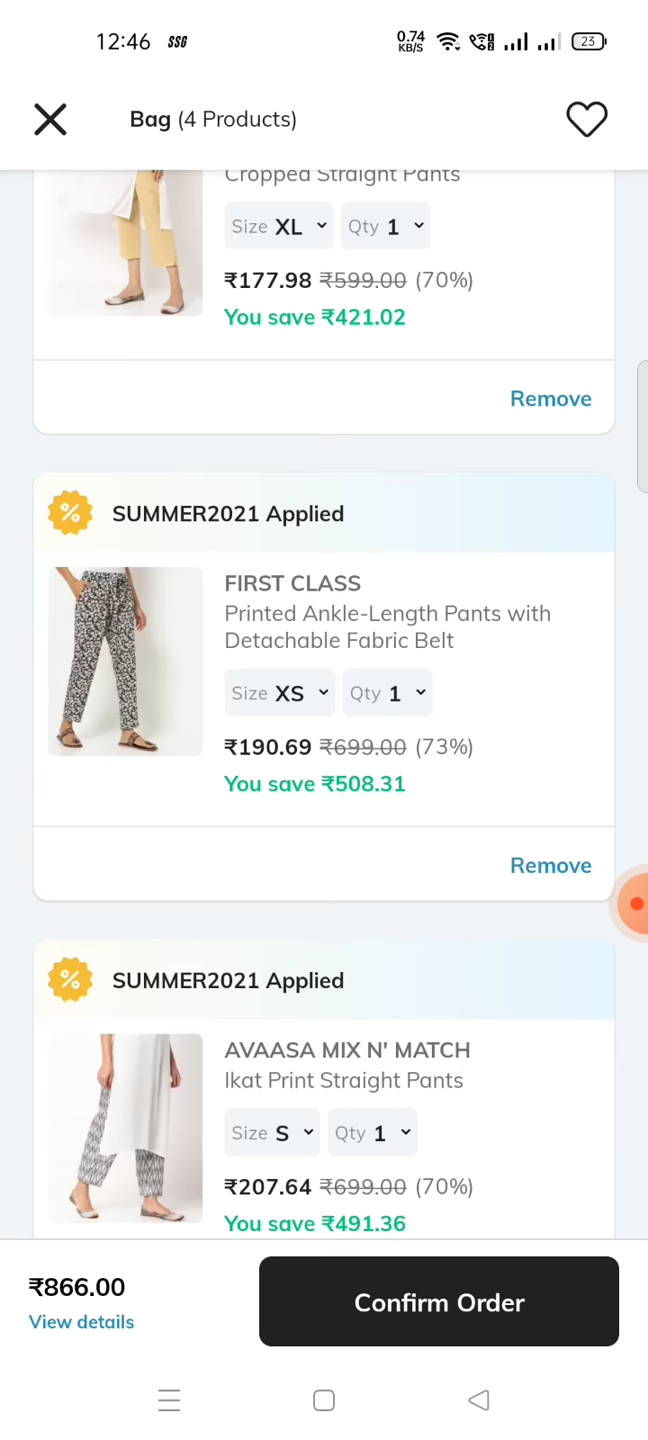 12:46 SSG 0.74 KB/S 23
Bag (4 Products)
Cropped Straight Pants
Size XL Qty 1
₹177.98 ₹599.00 (70%)
You save ₹421.02
Remove
% SUMMER2021 Applied
FIRST CLASS
Printed Ankle-Length Pants with
Detachable Fabric Belt
Size XS Qty 1
₹190.69 ₹699.00 (73%)
You save ₹508.31
Remove
% SUMMER2021 Applied
AVAASA MIX N' MATCH
Ikat Print Straight Pants
Size S Qty 1
₹207.64 ₹699.00 (70%)
You save ₹491.36
₹866.00
View details
Confirm Order